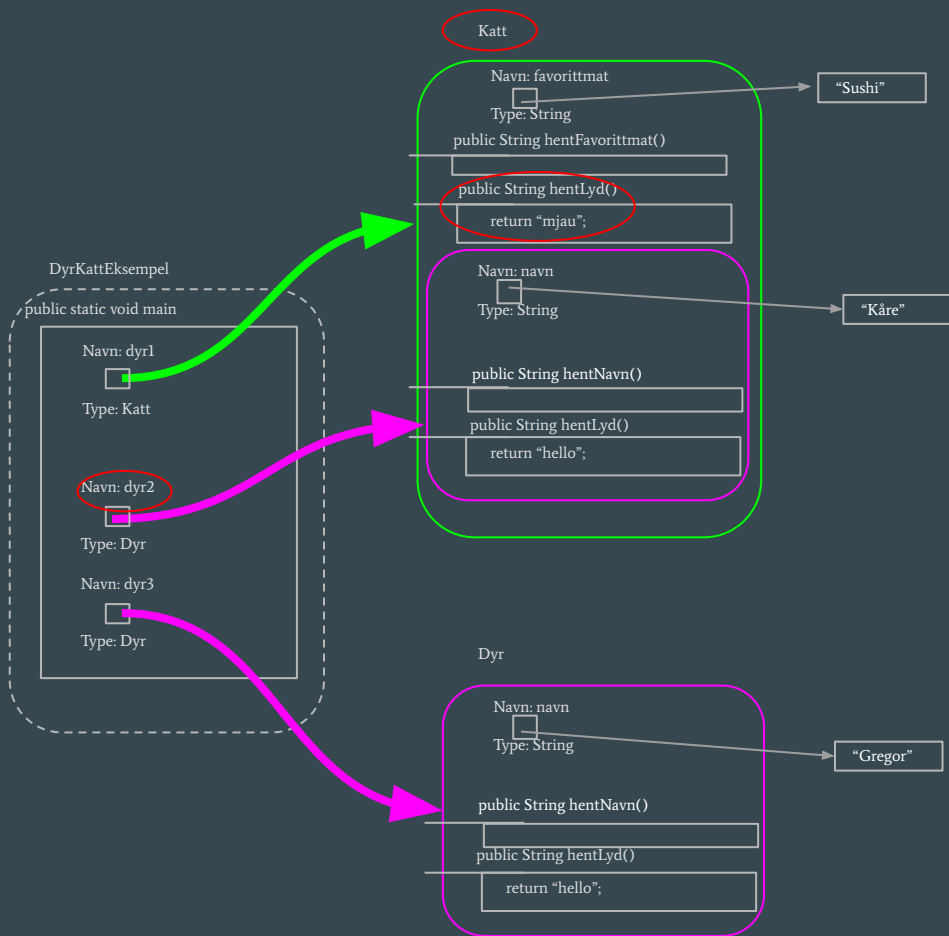 Katt
Navn: favorittmat
“Sushi”
Type: String
public String hentFavorittmat()
public String hentLyd()
return “mjau”;
DyrKattEksempel
Navn: navn
public static void main
Type: String
“Kåre”
Navn: dyr1
public String hentNavn()
Type: Katt
public String hentLyd()
return “hello”;
Navn: dyr2
Type: Dyr
Navn: dyr3
Type: Dyr
Dyr
Navn: navn
Type: String
“Gregor”
public String hentNavn()
public String hentLyd()
return “hello”;